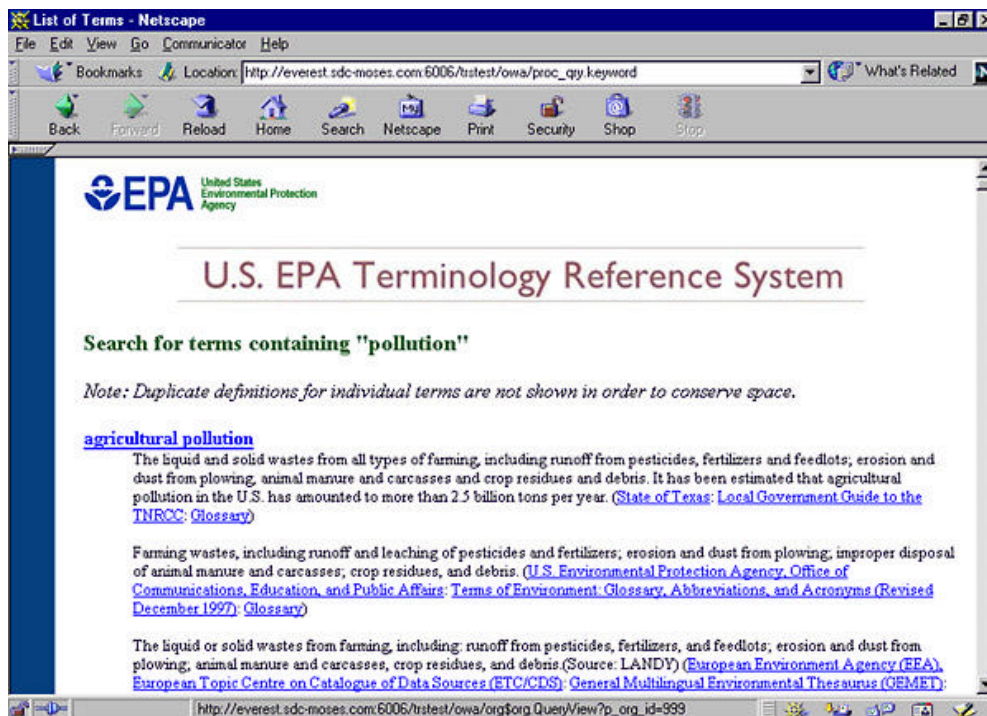 List of Terms - Netscape
File Edit View Go Communicator Help
Bookmarks Location: http://everest.sdc-moses.com:6006/trstest/owa/proc_qry.keyword What's Related
Back Forward Reload Home Search Netscape Print Security Shop Stop
EPA United States
Environmental Protection
Agency
U.S. EPA Terminology Reference System
Search for terms containing "pollution"
Note: Duplicate definitions for individual terms are not shown in order to conserve space.
agricultural pollution
The liquid and solid wastes from all types of farming, including runoff from pesticides, fertilizers and feedlots; erosion and
dust from plowing, animal manure and carcasses and crop residues and debris. It has been estimated that agricultural
pollution in the U.S. has amounted to more than 2.5 billion tons per year. (State of Texas: Local Government Guide to the
TNRCC: Glossary)
Farming wastes, including runoff and leaching of pesticides and fertilizers; erosion and dust from plowing; improper disposal
of animal manure and carcasses; crop residues, and debris. (U.S. Environmental Protection Agency, Office of
Communications, Education, and Public Affairs: Terms of Environment: Glossary, Abbreviations, and Acronyms (Revised
December 1997): Glossary)
The liquid or solid wastes from farming, including: runoff from pesticides, fertilizers, and feedlots; erosion and dust from
plowing; animal manure and carcasses, crop residues, and debris.(Source: LANDY) (European Environment Agency (EEA),
European Topic Centre on Catalogue of Data Sources (ETC/CDS): General Multilingual Environmental Thesaurus (GEMET):
http://everest.sdc-moses.com:6006/trstest/owa/org$org.QueryView?p_org_id=999